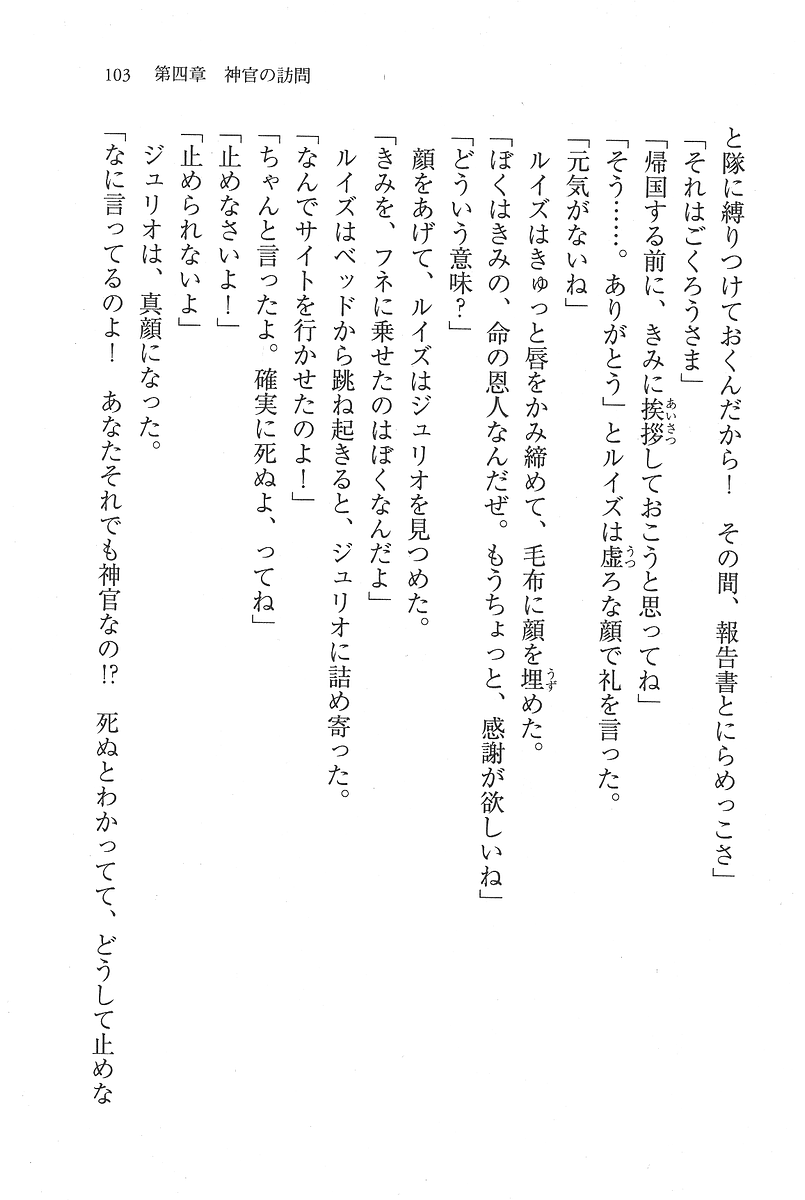 103　第四章　神官の訪問
と隊に縛りつけておくんだから！　その間、報告書とにらめっこさ」
「それはごくろうさま」
「帰国する前に、きみに挨拶しておこうと思ってね」
「そう……。ありがとう」とルイズは虚ろな顔で礼を言った。
「元気がないね」
ルイズはきゅっと唇をかみ締めて、毛布に顔を埋めた。
「ぼくはきみの、命の恩人なんだぜ。もうちょっと、感謝が欲しいね」
「どういう意味？」
顔をあげて、ルイズはジュリオを見つめた。
「きみを、フネに乗せたのはぼくなんだよ」
ルイズはベッドから跳ね起きると、ジュリオに詰め寄った。
「なんでサイトを行かせたのよ！」
「ちゃんと言ったよ。確実に死ぬよ、ってね」
「止めなさいよ！」
「止められないよ」
ジュリオは、真顔になった。
「なに言ってるのよ！　あなたそれでも神官なの!?　死ぬとわかってて、どうして止めな